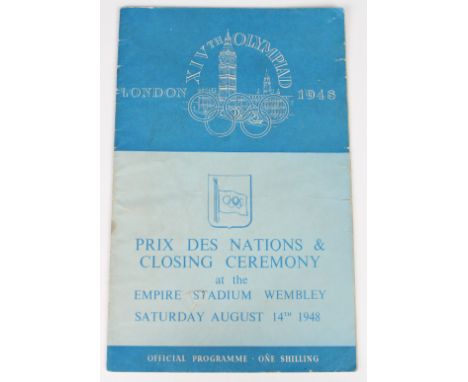 XIVTH OLYMPIAD
LONDON 1948
PRIX DES NATIONS &
CLOSING CEREMONY
at the
EMPIRE STADIUM WEMBLEY
SATURDAY AUGUST 14TH 1948
OFFICIAL PROGRAMME · ONE SHILLING